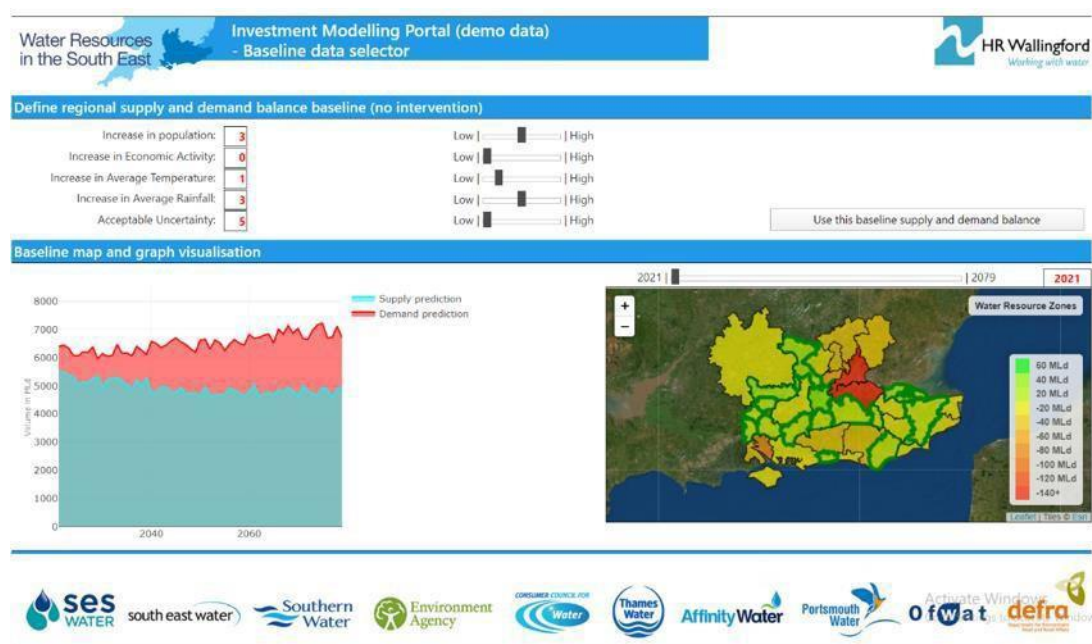 Water Resources
in the South East
Investment Modelling Portal (demo data)
- Baseline data selector
HR Wallingford
Working with water
Define regional supply and demand balance baseline (no intervention)
Increase in population: 3 Low | | High
Increase in Economic Activity: 0 Low | | High
Increase in Average Temperature: 1 Low | | High
Increase in Average Rainfall: 3 Low | | High
Acceptable Uncertainty: 5 Low | | High
Use this baseline supply and demand balance
Baseline map and graph visualisation
2021 | | 2079 2021
Supply prediction
Demand prediction
Volume in MLd
8000
7000
6000
5000
4000
3000
2000
1000
0
2040 2060
+
−
Water Resource Zones
60 MLd
40 MLd
20 MLd
-20 MLd
-40 MLd
-60 MLd
-80 MLd
-100 MLd
-120 MLd
-140+
Leaflet | Tiles © Esri
ses
WATER
south east water
Southern
Water
Environment
Agency
CONSUMER COUNCIL FOR
Water
Thames
Water
AffinityWater
Portsmouth
Water
Ofwat
defra
Activate Windows